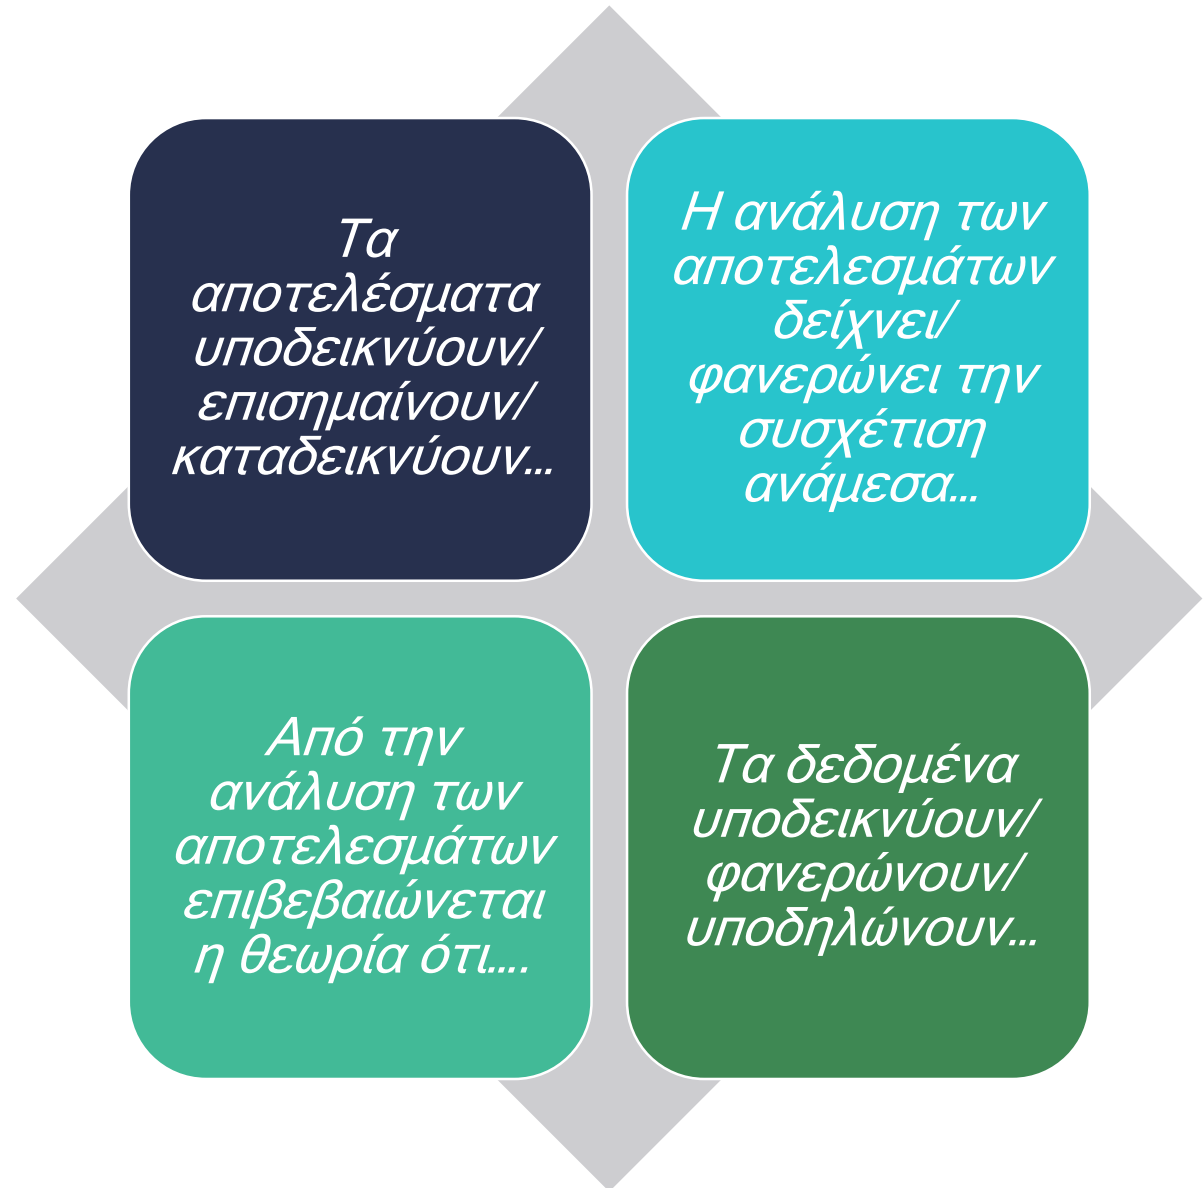 Τα
αποτελέσματα
υποδεικνύουν/
επισημαίνουν/
καταδεικνύουν…
Η ανάλυση των
αποτελεσμάτων
δείχνει/
φανερώνει την
συσχέτιση
ανάμεσα…
Από την
ανάλυση των
αποτελεσμάτων
επιβεβαιώνεται
η θεωρία ότι….
Τα δεδομένα
υποδεικνύουν/
φανερώνουν/
υποδηλώνουν…